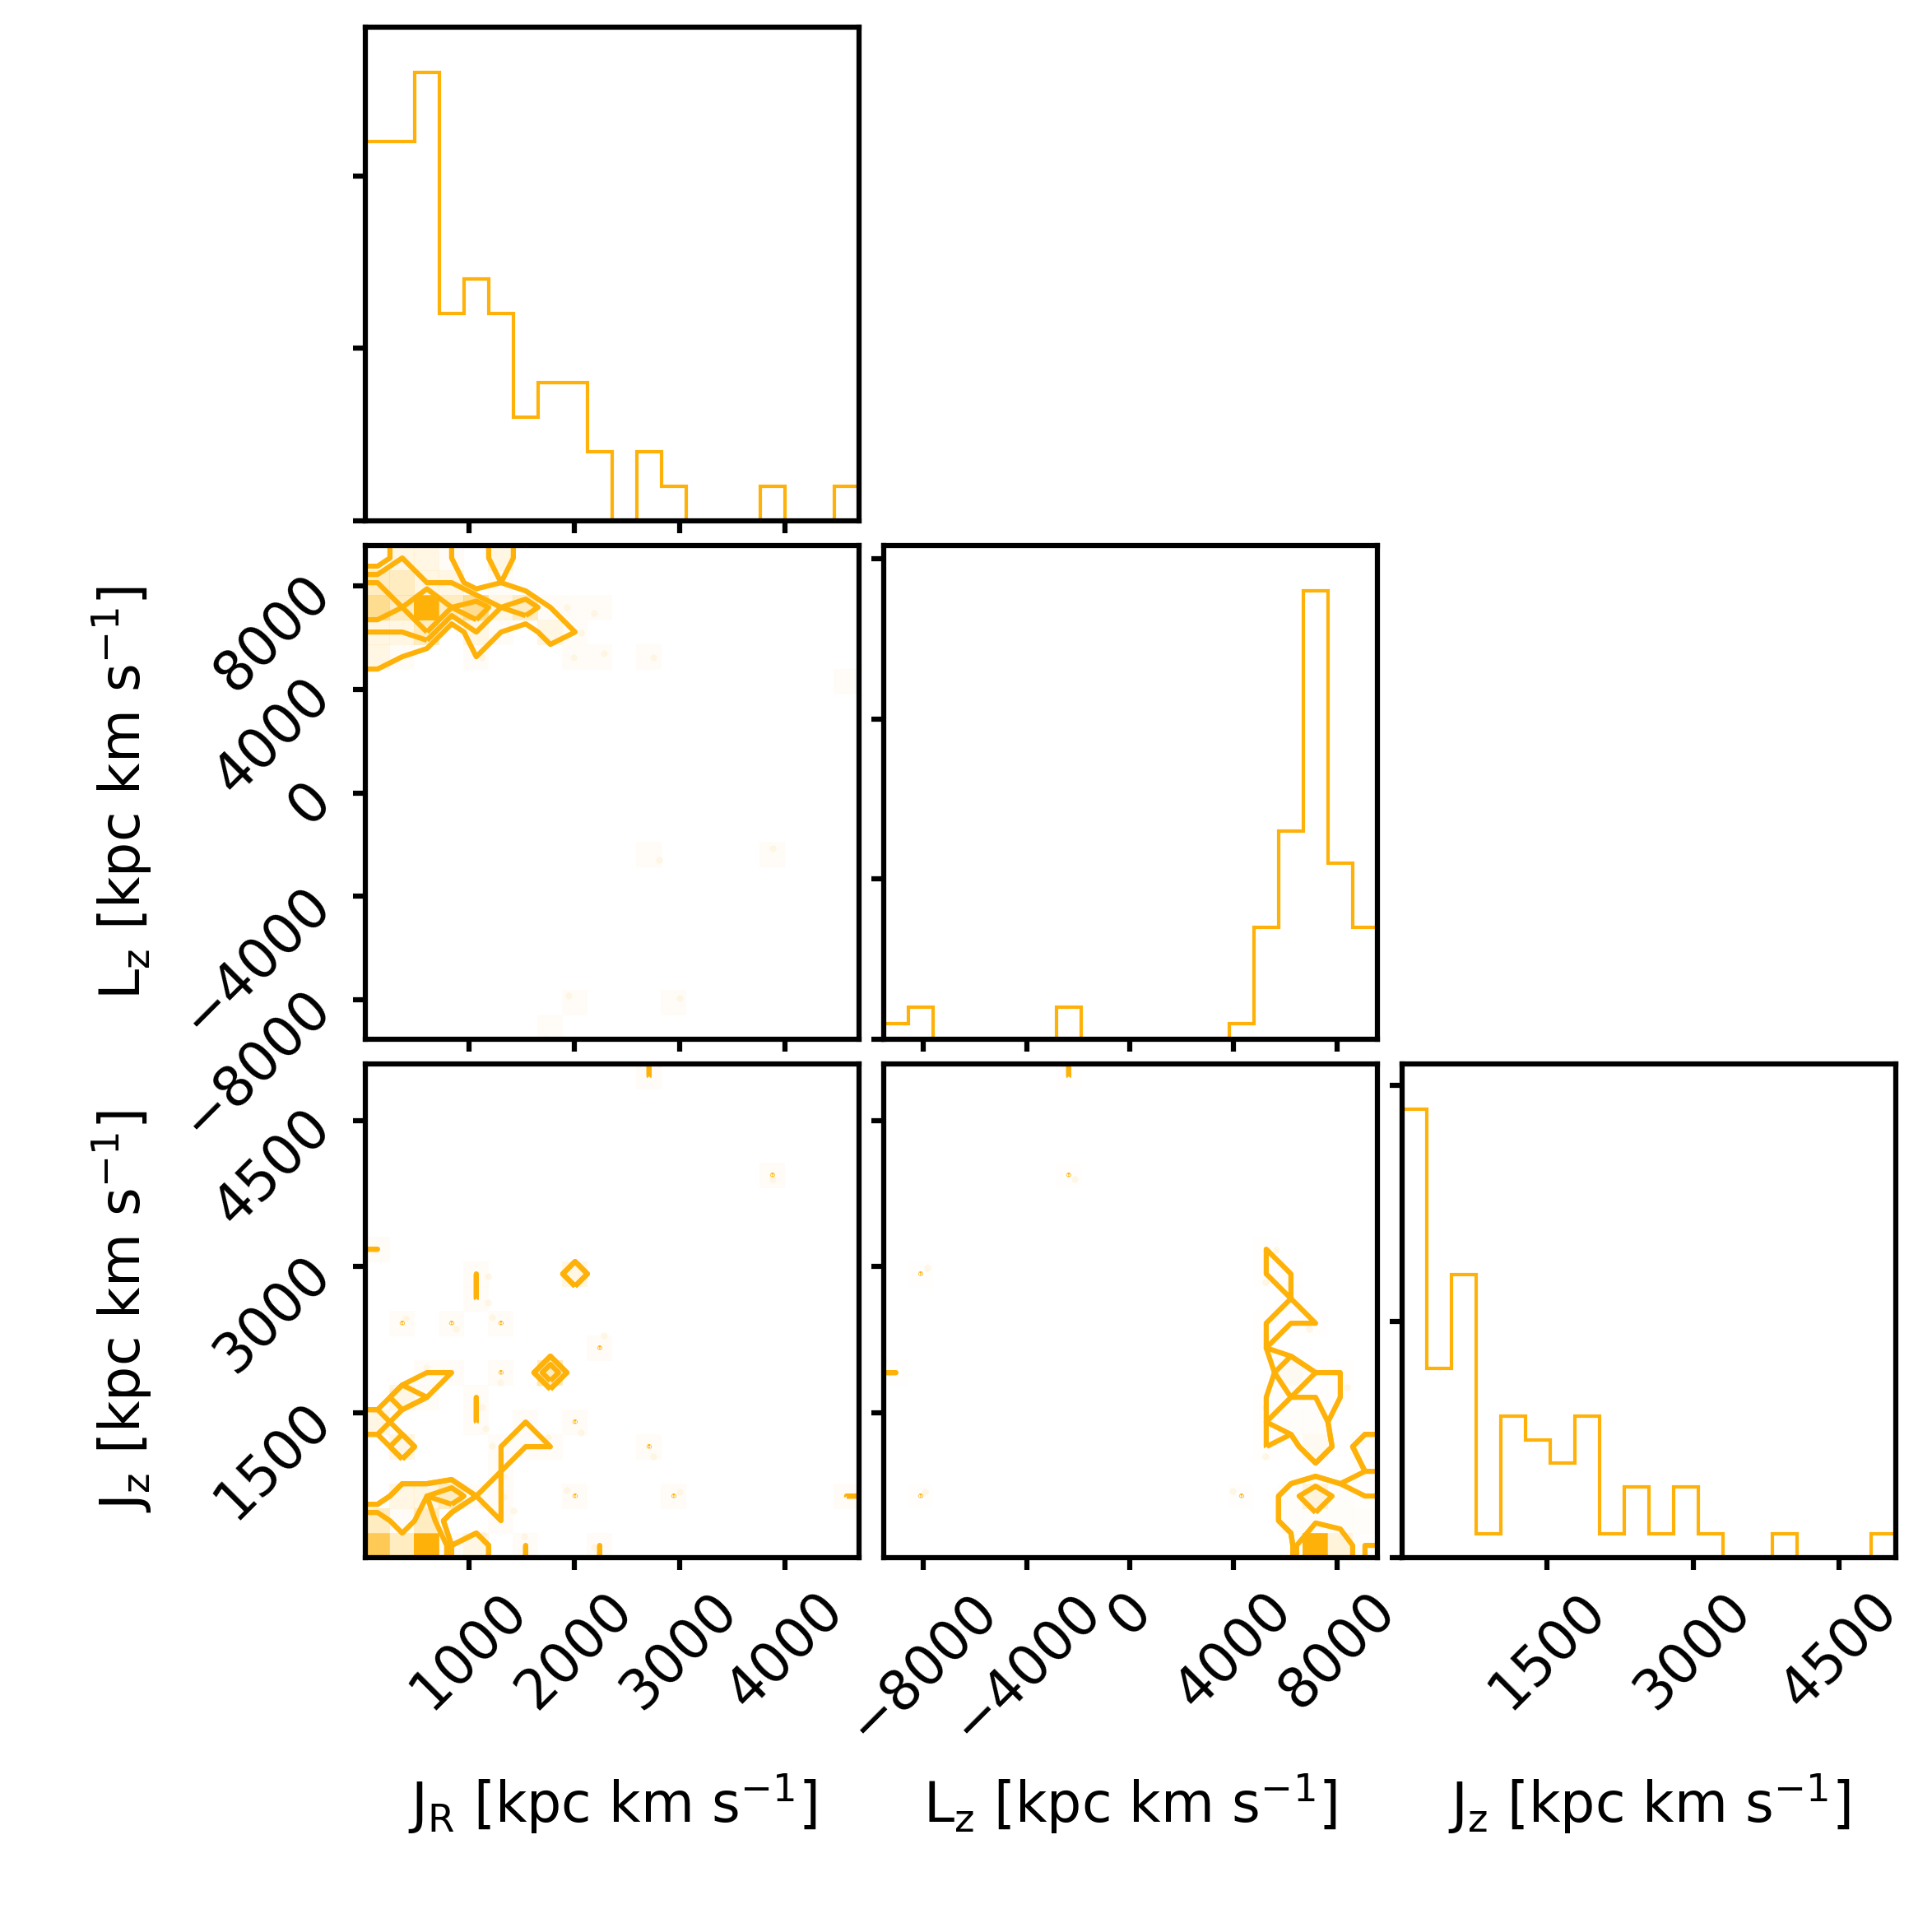 8000
4000
0
−4000
−8000
L_z [kpc km s⁻¹]
4500
3000
1500
J_z [kpc km s⁻¹]
1000 2000 3000 4000
−8000 −4000 0 4000 8000
1500 3000 4500
J_R [kpc km s⁻¹]
L_z [kpc km s⁻¹]
J_z [kpc km s⁻¹]